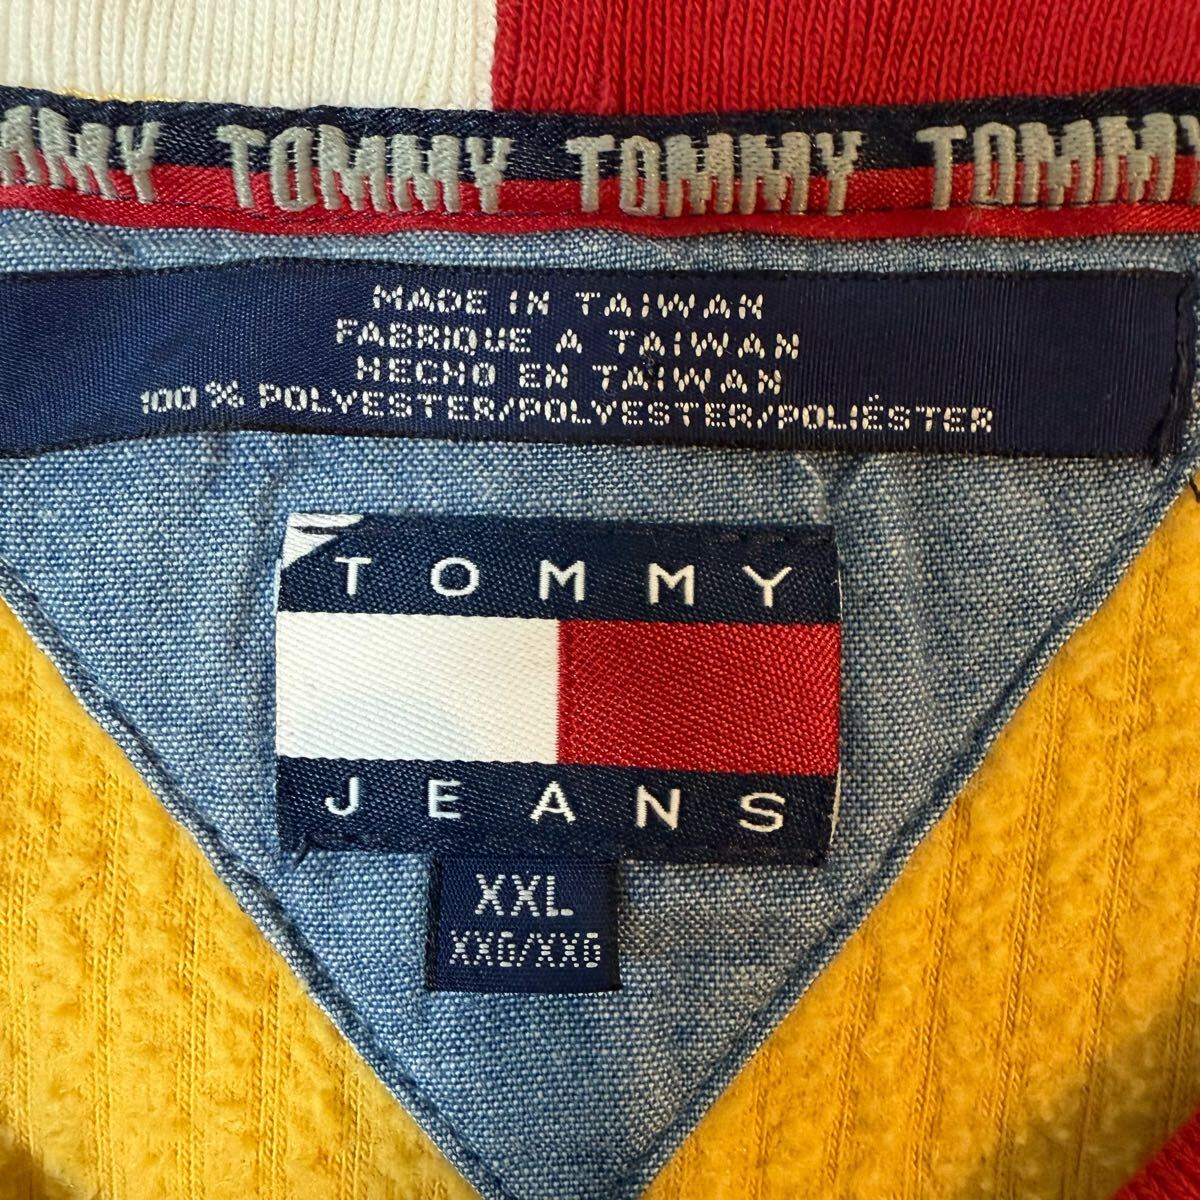 MMY TOMMY TOMMY TOMMY
MADE IN TAIWAN
FABRIQUE A TAIWAN
HECHO EN TAIWAN
100% POLYESTER/POLYESTER/POLIÉSTER
TOMMY
JEANS
XXL
XXG/XXG